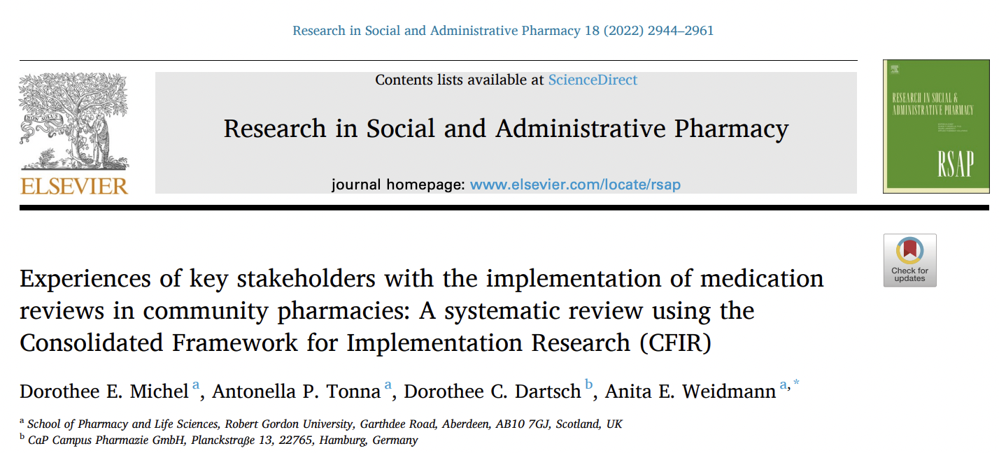 Research in Social and Administrative Pharmacy 18 (2022) 2944–2961
Contents lists available at ScienceDirect
Research in Social and Administrative Pharmacy
journal homepage: www.elsevier.com/locate/rsap
NON SOLUS
ELSEVIER
RESEARCH IN SOCIAL &
ADMINISTRATIVE PHARMACY
RSAP
Check for
updates
Experiences of key stakeholders with the implementation of medication
reviews in community pharmacies: A systematic review using the
Consolidated Framework for Implementation Research (CFIR)
Dorothee E. Michel a, Antonella P. Tonna a, Dorothee C. Dartsch b, Anita E. Weidmann a,*
a School of Pharmacy and Life Sciences, Robert Gordon University, Garthdee Road, Aberdeen, AB10 7GJ, Scotland, UK
b CaP Campus Pharmazie GmbH, Planckstraße 13, 22765, Hamburg, Germany